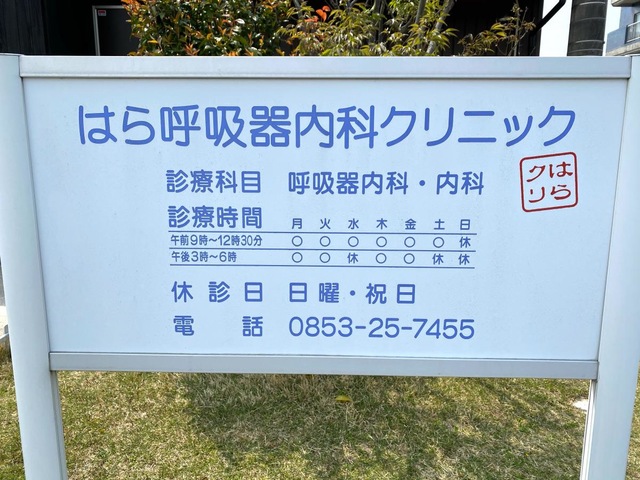 はら呼吸器内科クリニック
診療科目 呼吸器内科・内科
はら
クリ
診療時間 月 火 水 木 金 土 日
午前9時～12時30分 ○ ○ ○ ○ ○ ○ 休
午後3時～6時 ○ ○ 休 ○ ○ 休 休
休診日 日曜・祝日
電話 0853-25-7455